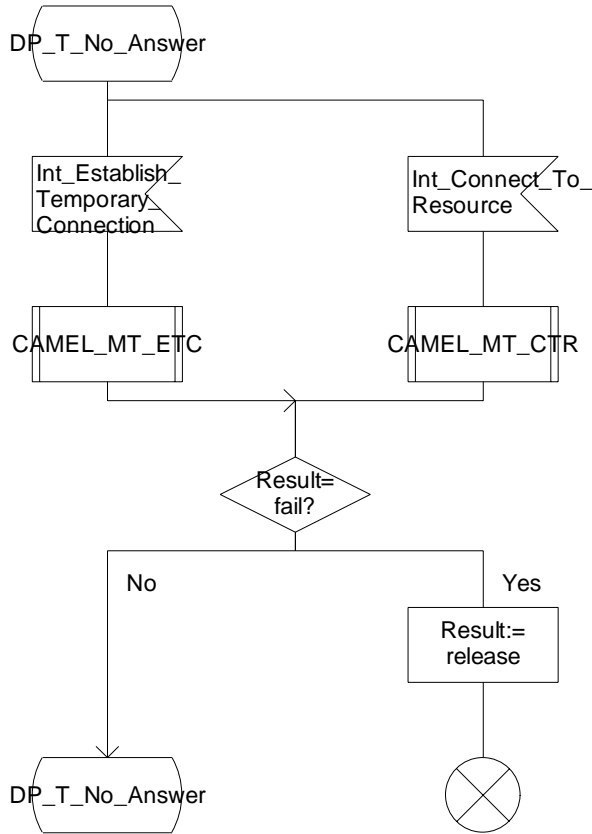 DP_T_No_Answer
Int_Establish_
Temporary_
Connection
Int_Connect_To_
Resource
CAMEL_MT_ETC
CAMEL_MT_CTR
Result=
fail?
No
Yes
Result:=
release
DP_T_No_Answer